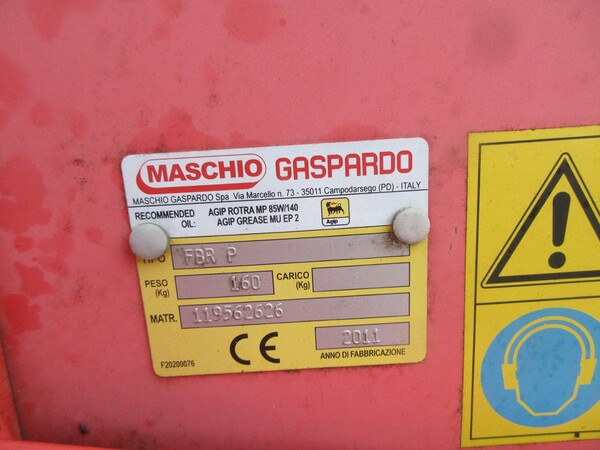 MASCHIO GASPARDO
MASCHIO GASPARDO Spa Via Marcello n. 73 - 35011 Campodarsego (PD) - ITALY
RECOMMENDED OIL: AGIP ROTRA MP 85W/140
AGIP GREASE MU EP 2
Agip
TIPO FBR P
PESO (Kg) 160 CARICO (Kg)
MATR. 119562626
CE 2011
F20200076 ANNO DI FABBRICAZIONE